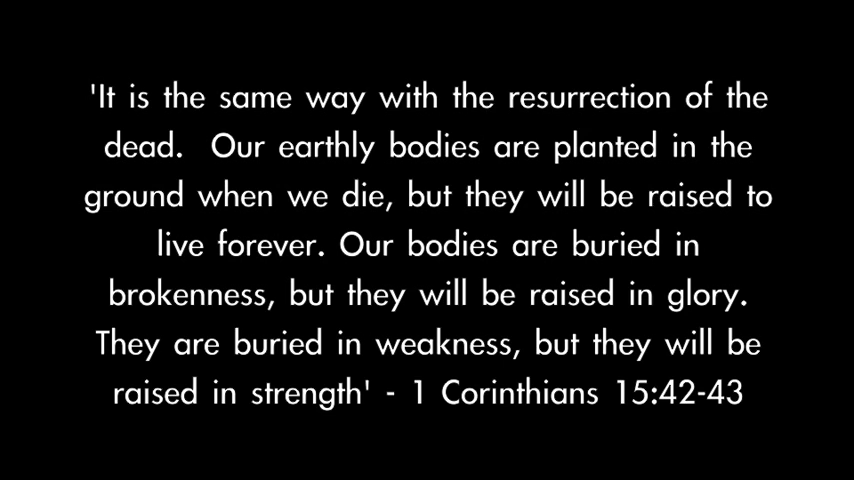 'It is the same way with the resurrection of the
dead.  Our earthly bodies are planted in the
ground when we die, but they will be raised to
live forever. Our bodies are buried in
brokenness, but they will be raised in glory.
They are buried in weakness, but they will be
raised in strength' - 1 Corinthians 15:42-43